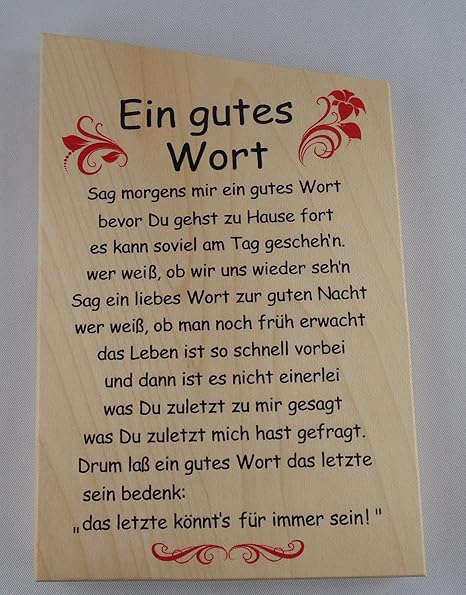 Ein gutes
Wort
Sag morgens mir ein gutes Wort
bevor Du gehst zu Hause fort
es kann soviel am Tag gescheh'n.
wer weiß, ob wir uns wieder seh'n
Sag ein liebes Wort zur guten Nacht
wer weiß, ob man noch früh erwacht
das Leben ist so schnell vorbei
und dann ist es nicht einerlei
was Du zuletzt zu mir gesagt
was Du zuletzt mich hast gefragt.
Drum laß ein gutes Wort das letzte
sein bedenk:
„das letzte könnt's für immer sein! "